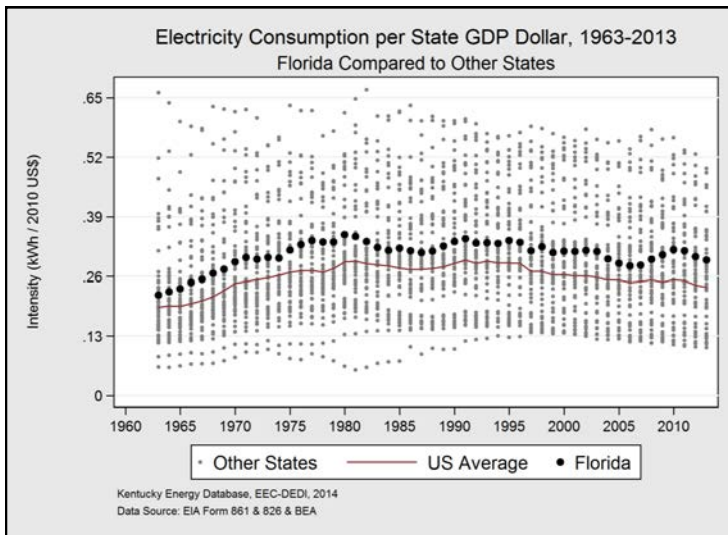 Electricity Consumption per State GDP Dollar, 1963-2013
Florida Compared to Other States
Intensity (kWh / 2010 US$)
.65
.52
.39
.26
.13
0
1960 1965 1970 1975 1980 1985 1990 1995 2000 2005 2010
Other States US Average Florida
Kentucky Energy Database, EEC-DEDI, 2014
Data Source: EIA Form 861 & 826 & BEA